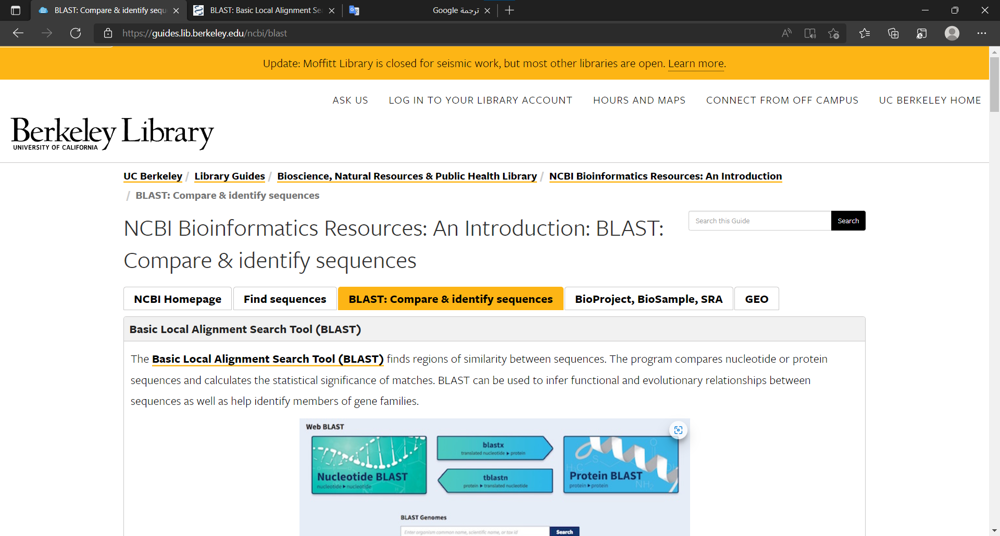 BLAST: Compare & identify sequ
BLAST: Basic Local Alignment Se
ترجمة Google
https://guides.lib.berkeley.edu/ncbi/blast
Update: Moffitt Library is closed for seismic work, but most other libraries are open. Learn more.
ASK US LOG IN TO YOUR LIBRARY ACCOUNT HOURS AND MAPS CONNECT FROM OFF CAMPUS UC BERKELEY HOME
Berkeley Library
UNIVERSITY OF CALIFORNIA
UC Berkeley / Library Guides / Bioscience, Natural Resources & Public Health Library / NCBI Bioinformatics Resources: An Introduction
/ BLAST: Compare & identify sequences
NCBI Bioinformatics Resources: An Introduction: BLAST:
Compare & identify sequences
Search this Guide Search
NCBI Homepage Find sequences BLAST: Compare & identify sequences BioProject, BioSample, SRA GEO
Basic Local Alignment Search Tool (BLAST)
The Basic Local Alignment Search Tool (BLAST) finds regions of similarity between sequences. The program compares nucleotide or protein
sequences and calculates the statistical significance of matches. BLAST can be used to infer functional and evolutionary relationships between
sequences as well as help identify members of gene families.
Web BLAST
Nucleotide BLAST
nucleotide ▸ nucleotide
blastx
translated nucleotide ▸ protein
tblastn
protein ▸ translated nucleotide
Protein BLAST
protein ▸ protein
BLAST Genomes
Enter organism common name, scientific name, or tax id Search